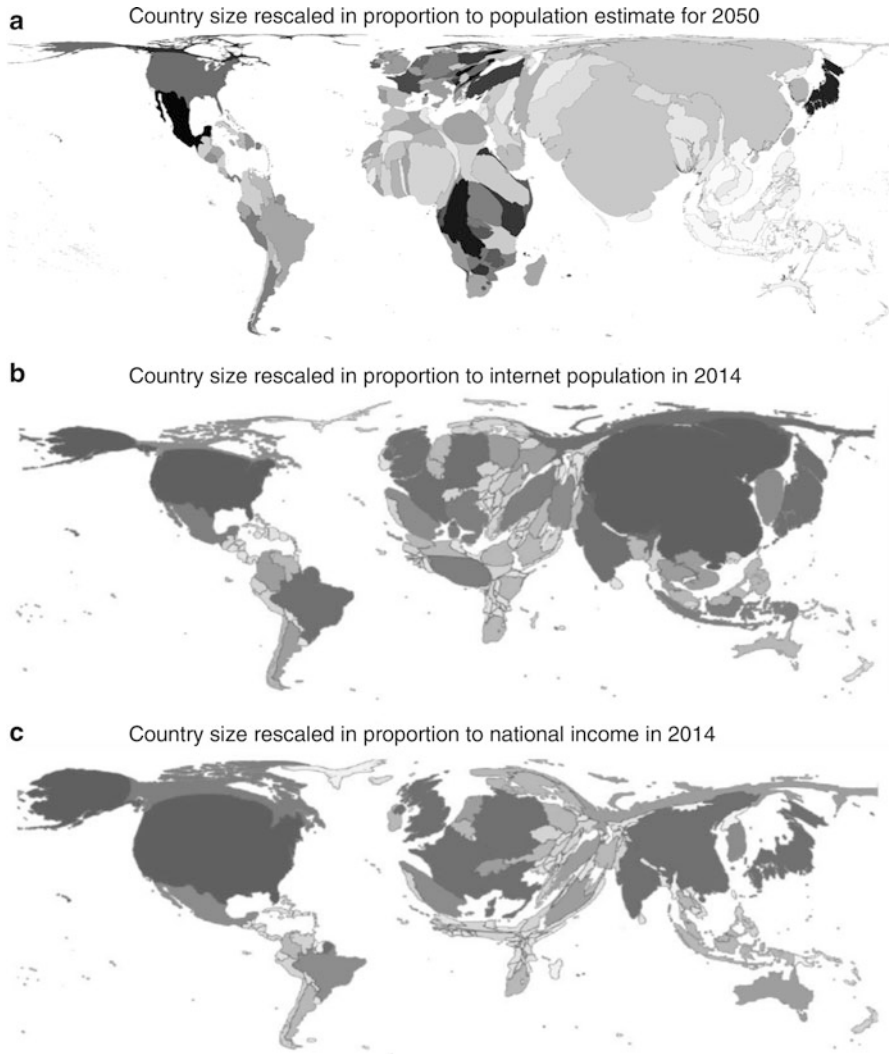 a
Country size rescaled in proportion to population estimate for 2050
b
Country size rescaled in proportion to internet population in 2014
c
Country size rescaled in proportion to national income in 2014